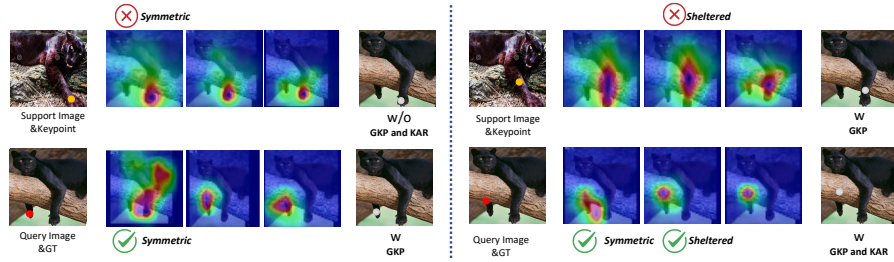 Symmetric
Support Image
&Keypoint
w/o
GKP and KAR
Query Image
&GT
Symmetric
w
GKP
Sheltered
Support Image
&Keypoint
w
GKP
Query Image
&GT
Symmetric
Sheltered
w
GKP and KAR